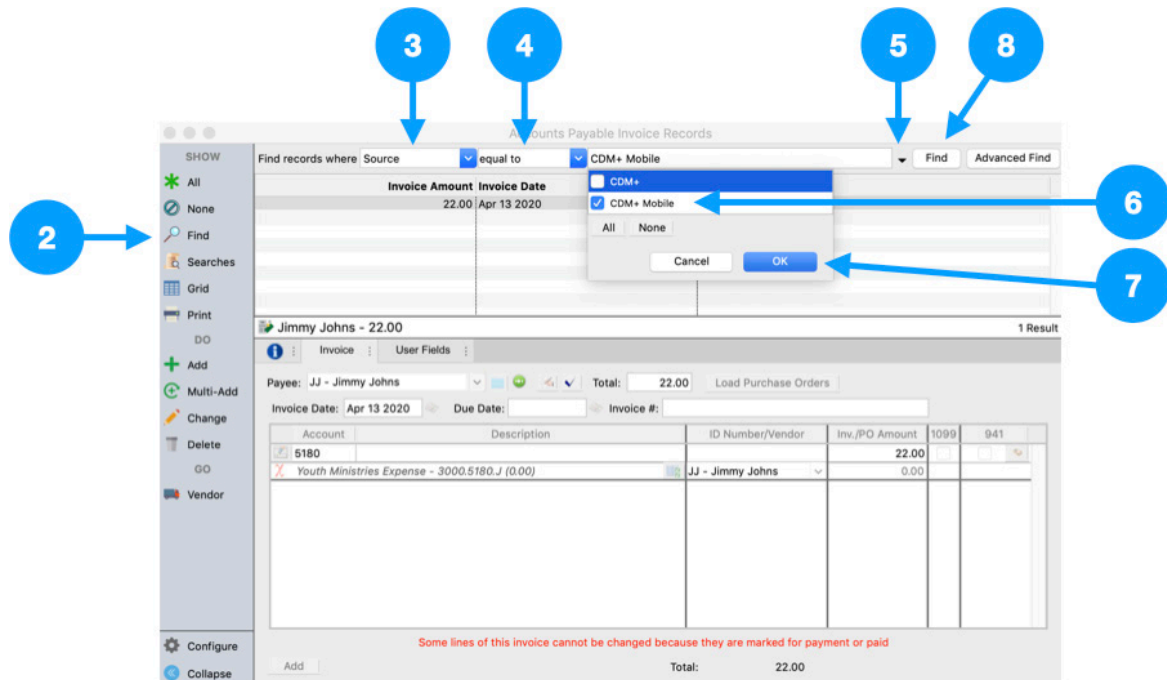 3 4 5 8
Accounts Payable Invoice Records
SHOW
Find records where Source equal to CDM+ Mobile Find Advanced Find
All
None
Find
Searches
Grid
Print
DO
Add
Multi-Add
Change
Delete
GO
Vendor
Configure
Collapse
2
Invoice Amount Invoice Date
22.00 Apr 13 2020
CDM+
CDM+ Mobile
All None
Cancel OK
6
7
Jimmy Johns - 22.00 1 Result
Invoice User Fields
Payee: JJ - Jimmy Johns Total: 22.00 Load Purchase Orders
Invoice Date: Apr 13 2020 Due Date: Invoice #:
Account Description ID Number/Vendor Inv./PO Amount 1099 941
5180 22.00
Youth Ministries Expense - 3000.5180.J (0.00) JJ - Jimmy Johns 0.00
Some lines of this invoice cannot be changed because they are marked for payment or paid
Add Total: 22.00